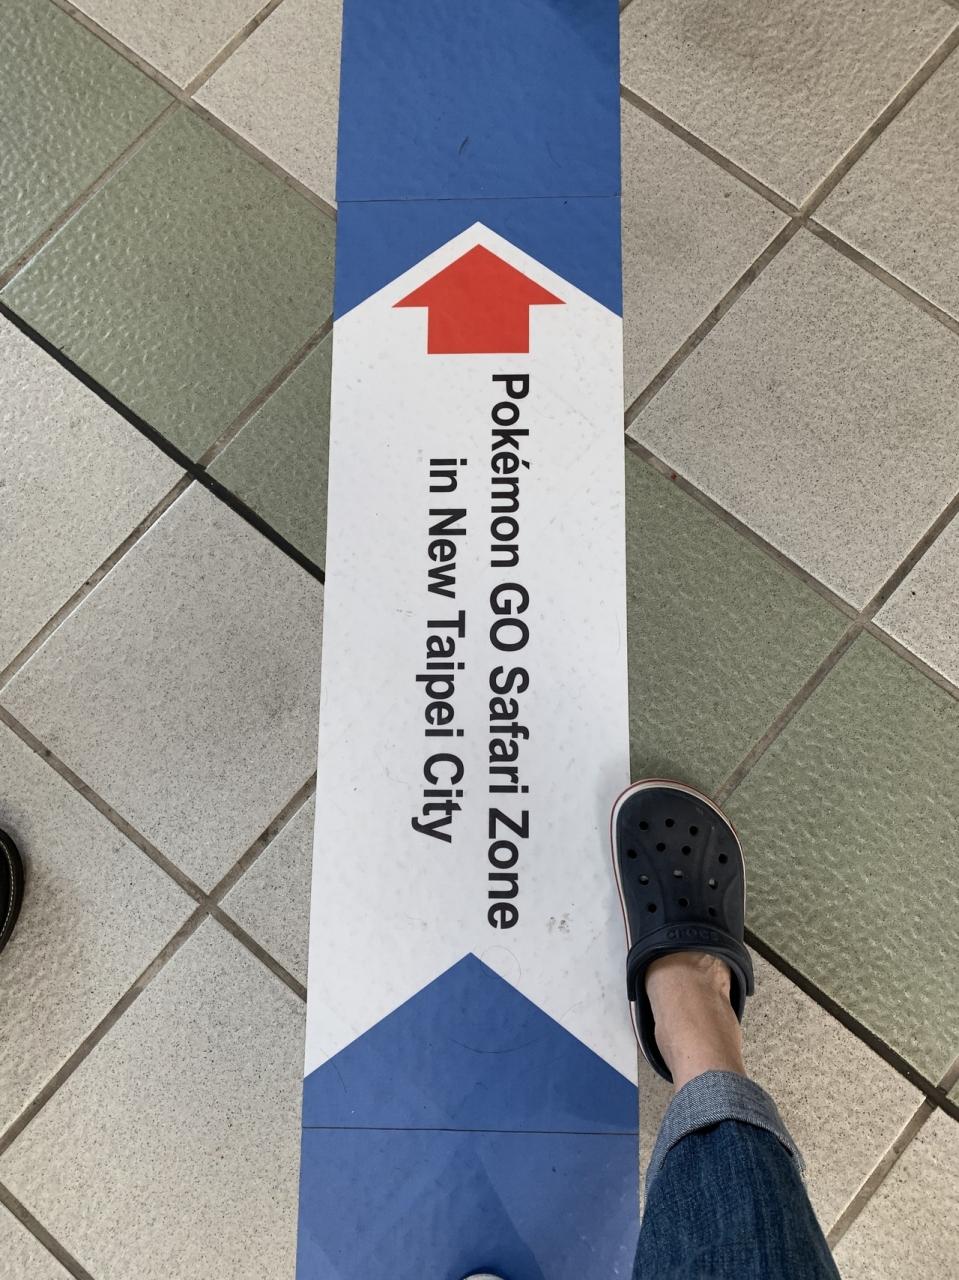 Pokémon GO Safari Zone
in New Taipei City
crocs